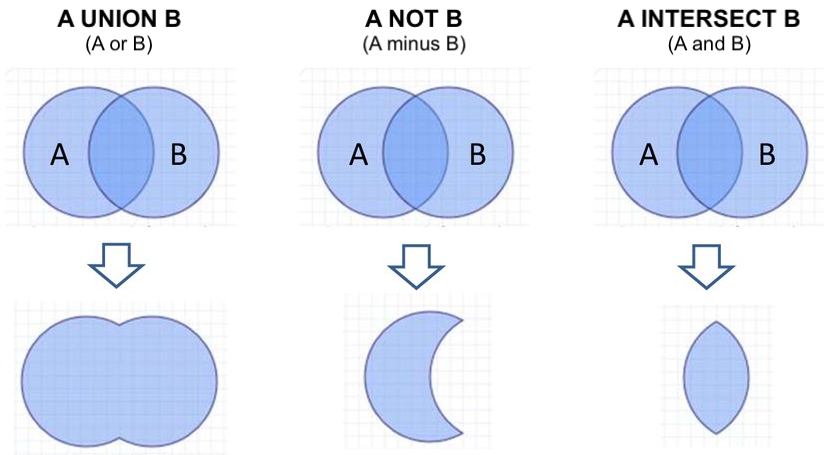 A UNION B
(A or B)
A NOT B
(A minus B)
A INTERSECT B
(A and B)
A
B
A
B
A
B